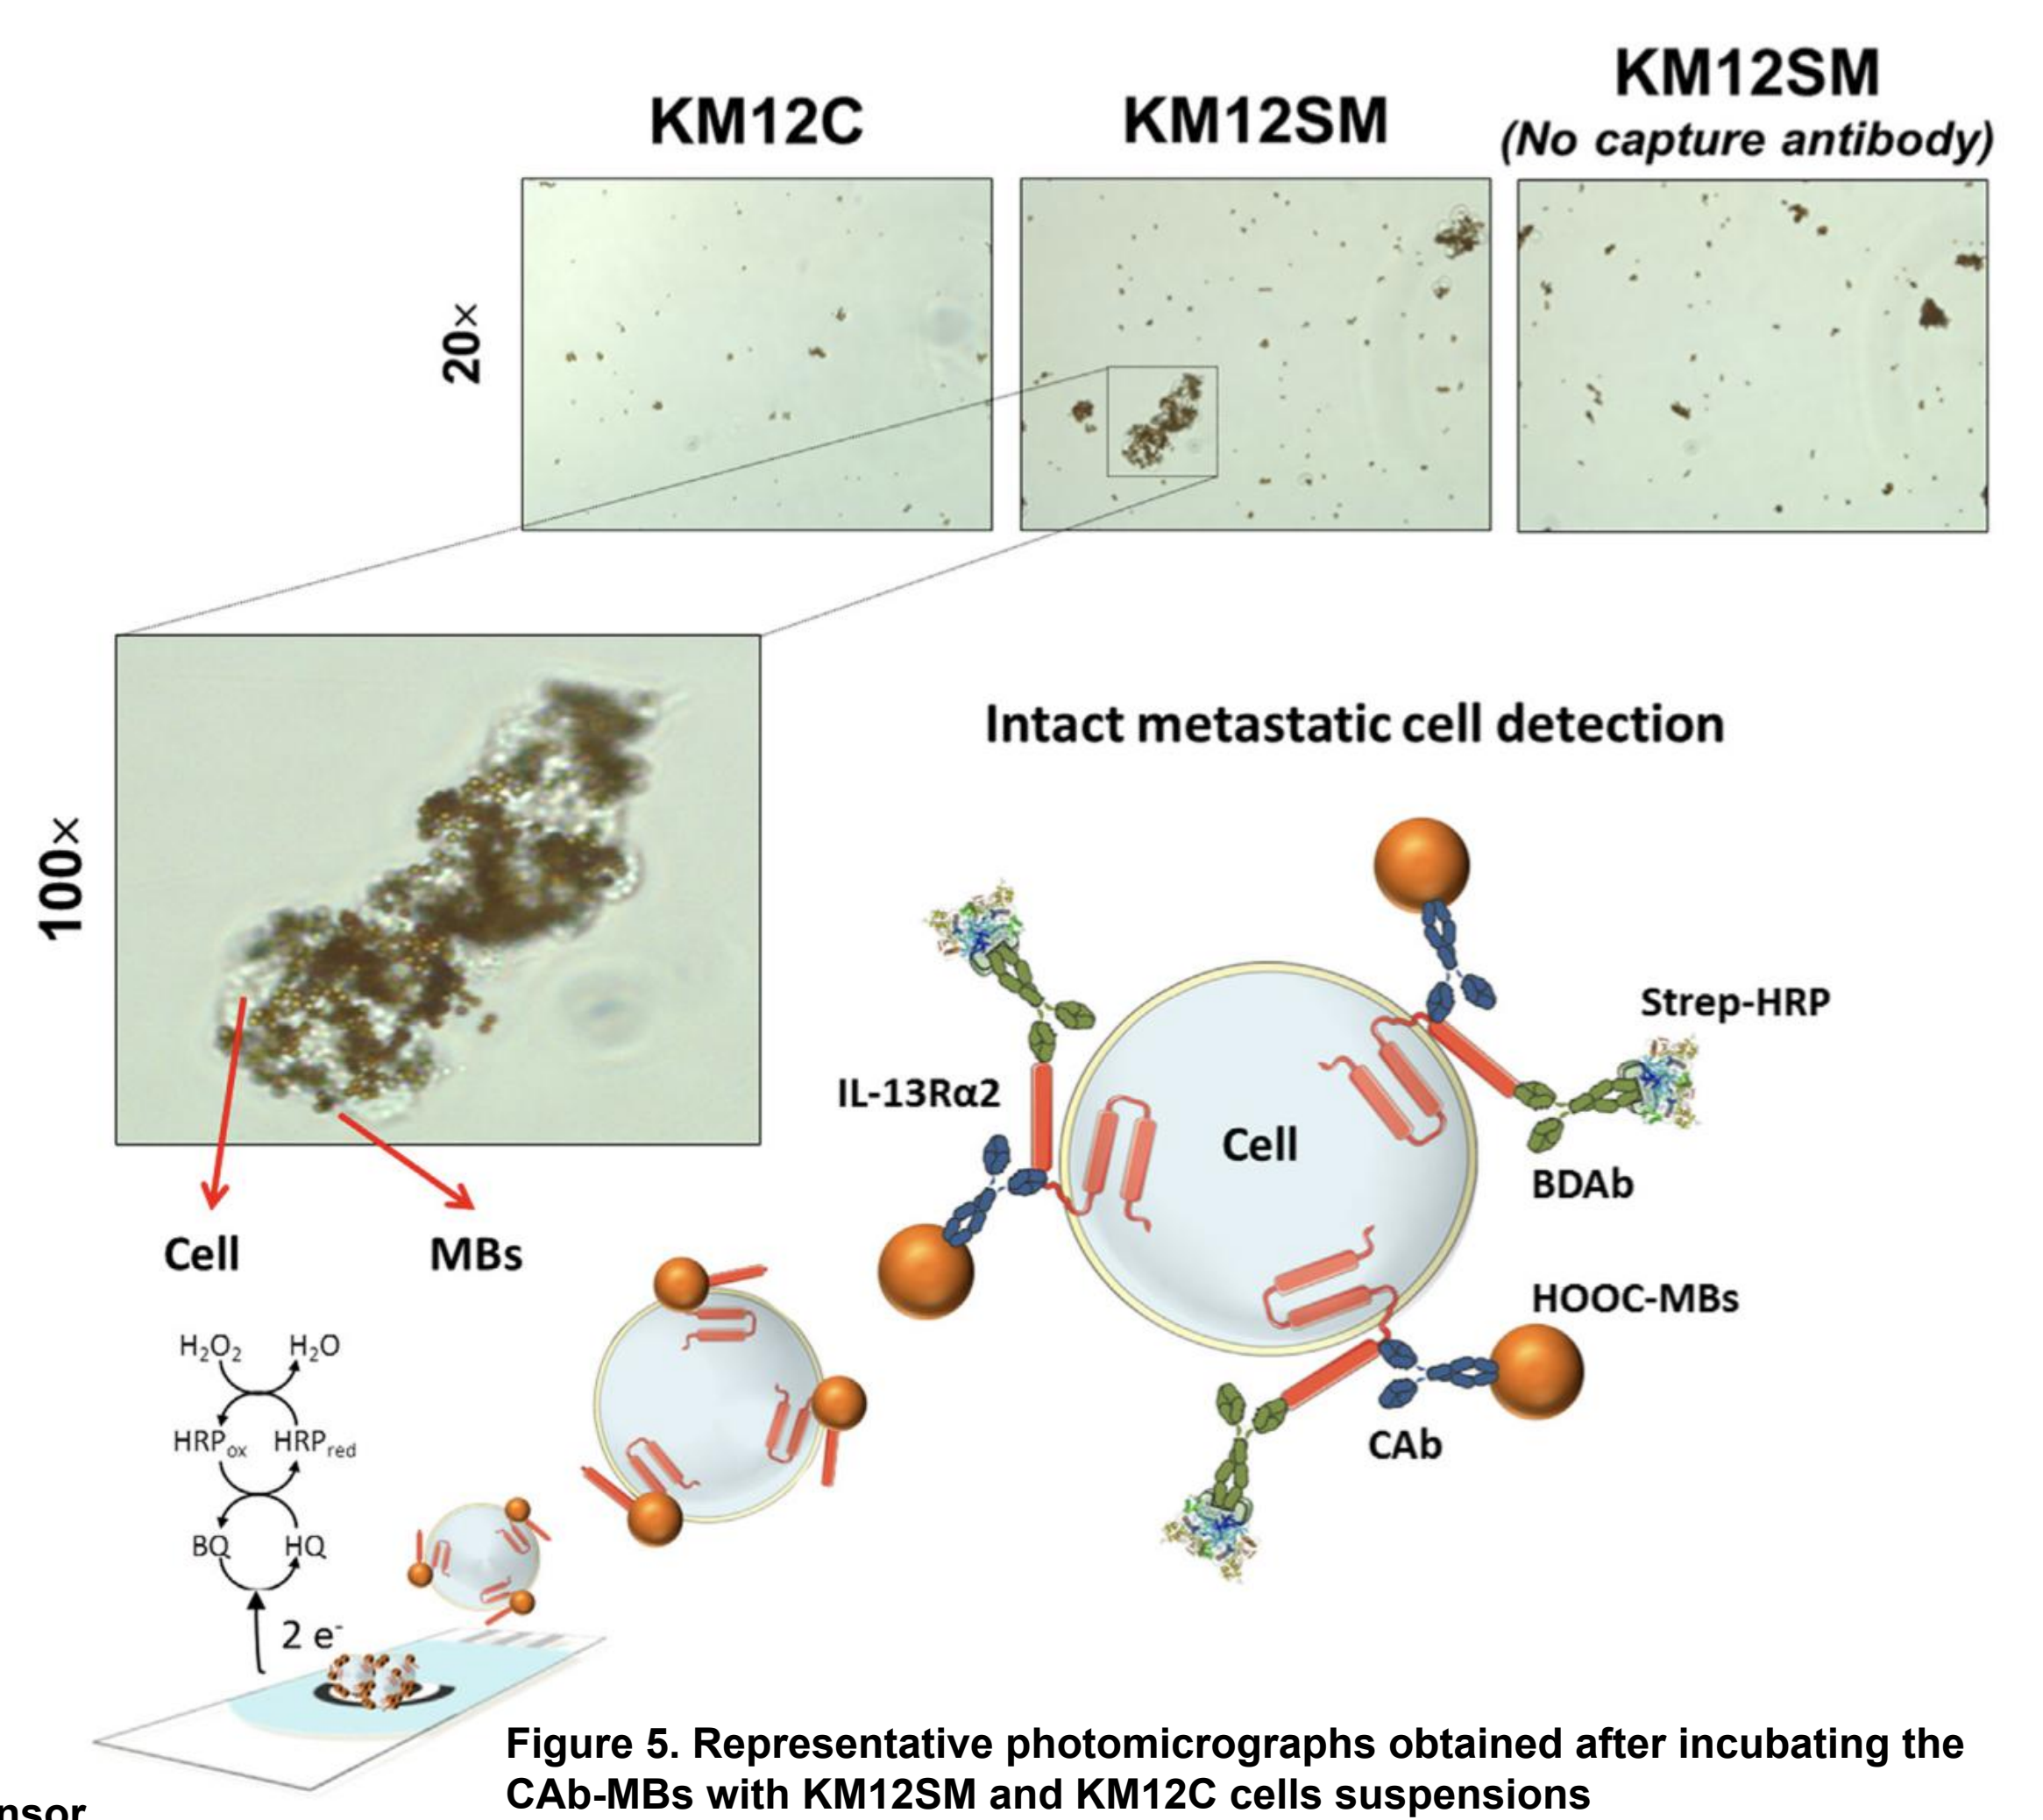 KM12C
KM12SM
KM12SM
(No capture antibody)
20×
100×
Intact metastatic cell detection
Strep-HRP
IL-13Rα2
Cell
BDAb
Cell
MBs
HOOC-MBs
H₂O₂ H₂O
CAb
HRPox HRPred
BQ HQ
2 e⁻
Figure 5. Representative photomicrographs obtained after incubating the
CAb-MBs with KM12SM and KM12C cells suspensions